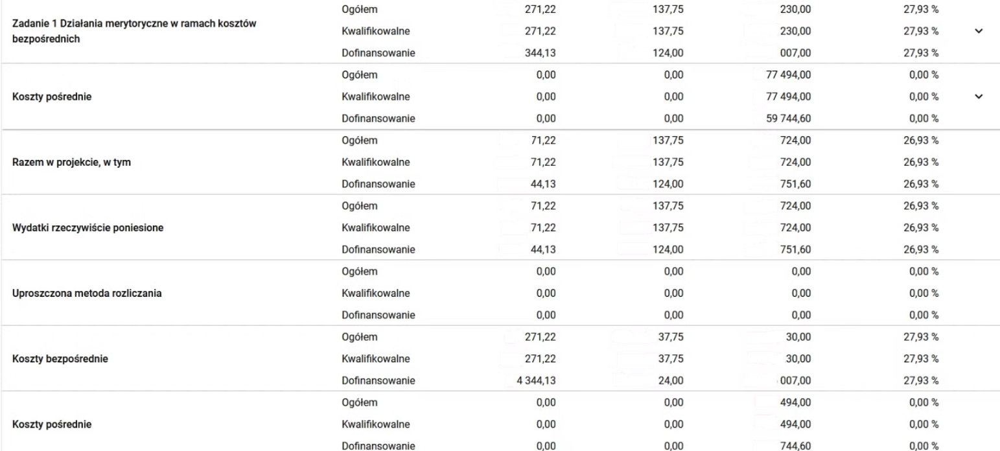 Ogółem 271,22 137,75 230,00 27,93 %
Zadanie 1 Działania merytoryczne w ramach kosztów
bezpośrednich
Kwalifikowalne 271,22 137,75 230,00 27,93 %
Dofinansowanie 344,13 124,00 007,00 27,93 %
Ogółem 0,00 0,00 77 494,00 0,00 %
Koszty pośrednie Kwalifikowalne 0,00 0,00 77 494,00 0,00 %
Dofinansowanie 0,00 0,00 59 744,60 0,00 %
Ogółem 71,22 137,75 724,00 26,93 %
Razem w projekcie, w tym Kwalifikowalne 71,22 137,75 724,00 26,93 %
Dofinansowanie 44,13 124,00 751,60 26,93 %
Ogółem 71,22 137,75 724,00 26,93 %
Wydatki rzeczywiście poniesione Kwalifikowalne 71,22 137,75 724,00 26,93 %
Dofinansowanie 44,13 124,00 751,60 26,93 %
Ogółem 0,00 0,00 0,00 0,00 %
Uproszczona metoda rozliczania Kwalifikowalne 0,00 0,00 0,00 0,00 %
Dofinansowanie 0,00 0,00 0,00 0,00 %
Ogółem 271,22 37,75 30,00 27,93 %
Koszty bezpośrednie Kwalifikowalne 271,22 37,75 30,00 27,93 %
Dofinansowanie 4 344,13 24,00 007,00 27,93 %
Ogółem 0,00 0,00 494,00 0,00 %
Koszty pośrednie Kwalifikowalne 0,00 0,00 494,00 0,00 %
Dofinansowanie 0,00 0,00 744,60 0,00 %